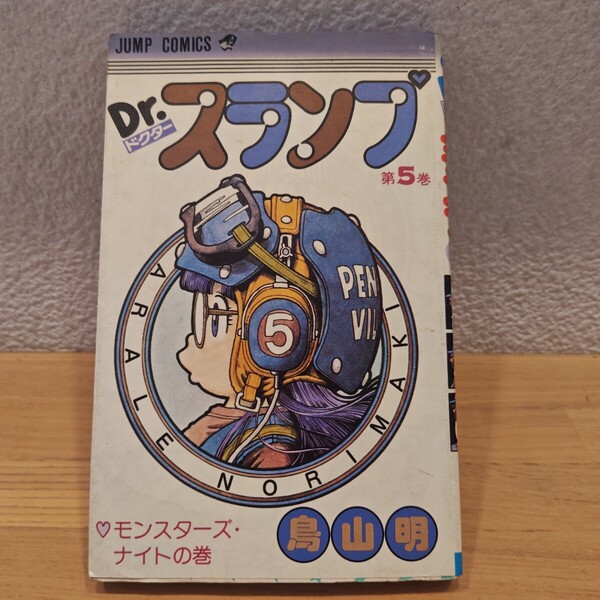 JUMP COMICS
Dr.スランプ
ドクター
第5巻
PEN
VIL
5
ARALE NORIMAKI
♡モンスターズ・
ナイトの巻
鳥山明